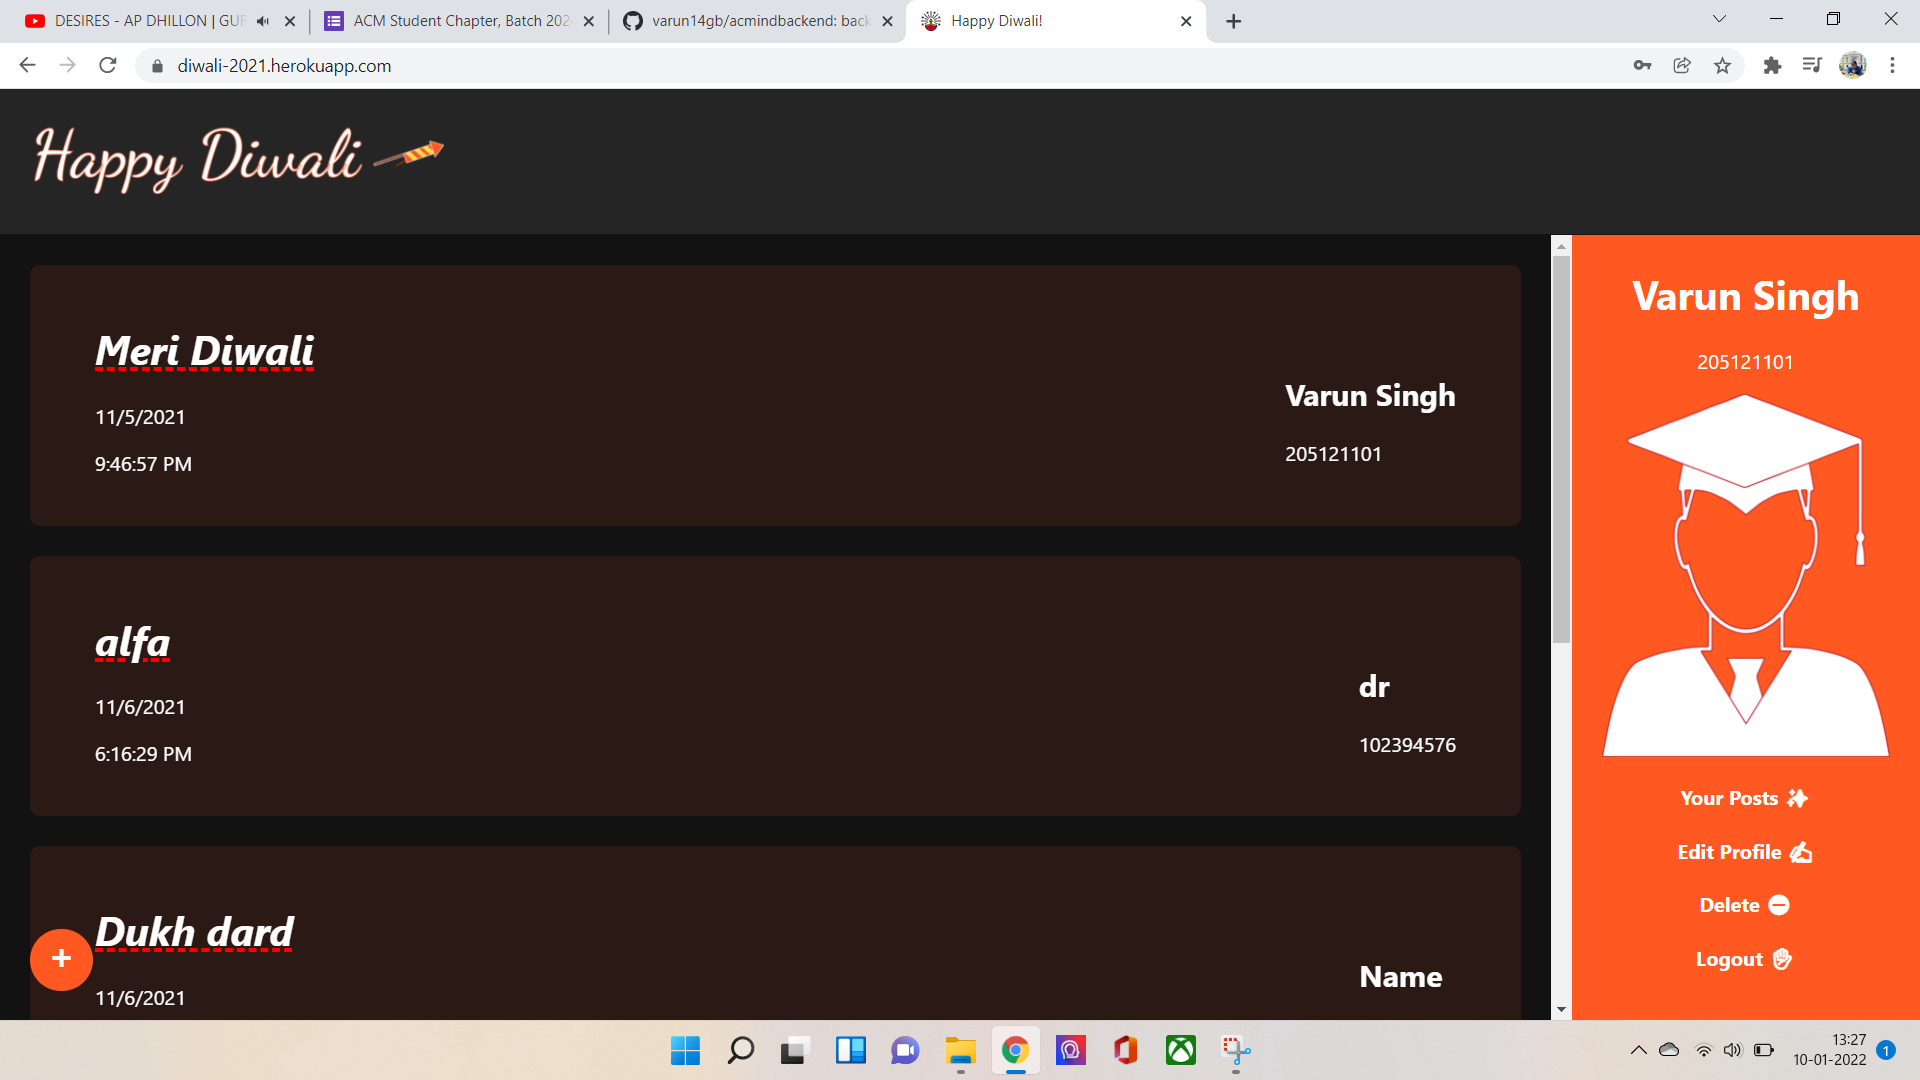 DESIRES - AP DHILLON | GUR
ACM Student Chapter, Batch 202
varun14gb/acmindbackend: back
Happy Diwali!
diwali-2021.herokuapp.com
Happy Diwali
Meri Diwali
11/5/2021
9:46:57 PM
Varun Singh
205121101
alfa
11/6/2021
6:16:29 PM
dr
102394576
Dukh dard
11/6/2021
Name
+
Varun Singh
205121101
Your Posts
Edit Profile
Delete
Logout
13:27
10-01-2022
1